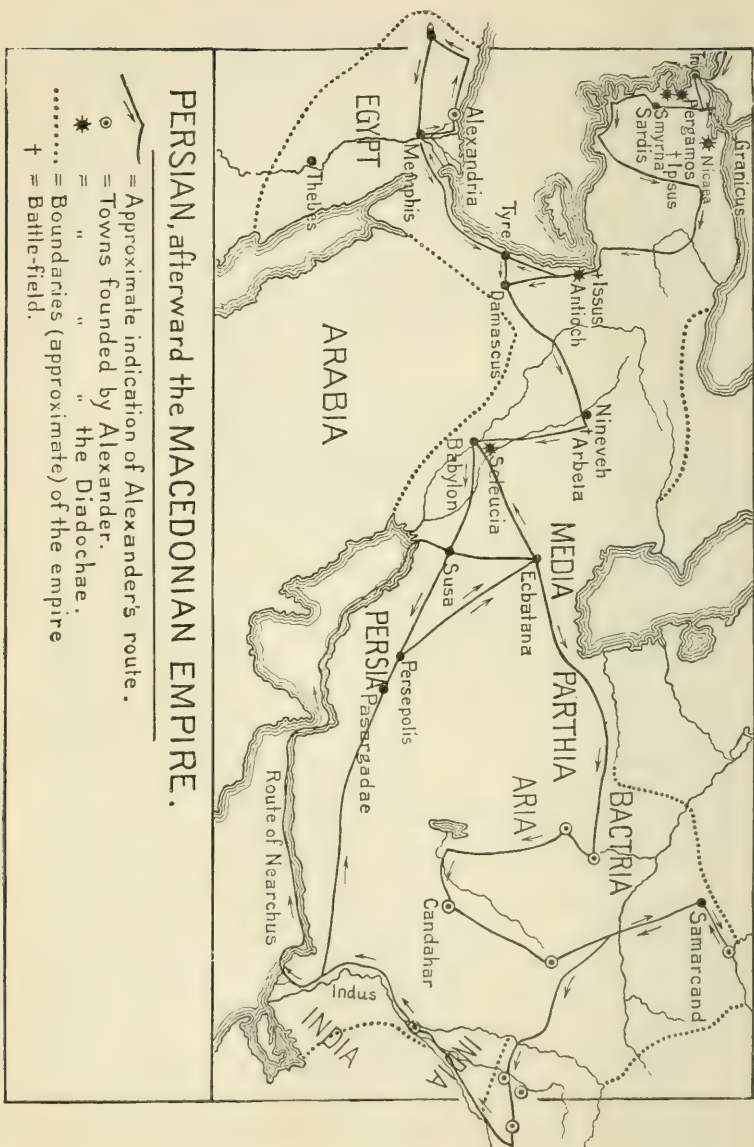 Granicus
Troy
Pergamos
Nicaea
Ipsus
Smyrna
Sardis
Issus
Antioch
Tyre
Damascus
Alexandria
Memphis
EGYPT
Thebes
ARABIA
Nineveh
Arbela
Seleucia
Babylon
MEDIA
Ecbatana
Susa
PERSIA
Persepolis
Pasargadae
PARTHIA
ARIA
BACTRIA
Candahar
Samarcand
Route of Nearchus
Indus
INDIA
INDIA
PERSIAN, afterward the MACEDONIAN EMPIRE.
= Approximate indication of Alexander's route.
= Towns founded by Alexander.
= " " " the Diadochae.
= Boundaries (approximate) of the empire
† = Battle-field.